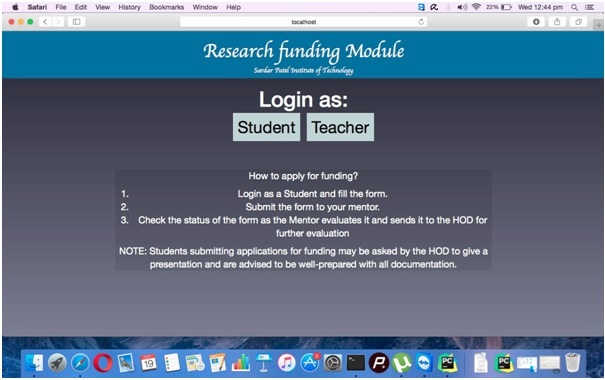 Safari File Edit View History Bookmarks Window Help 22% Wed 12:44 pm
localhost
Research funding Module
Sardar Patel Institute of Technology
Login as:
Student Teacher
How to apply for funding?
1. Login as a Student and fill the form.
2. Submit the form to your mentor.
3. Check the status of the form as the Mentor evaluates it and sends it to the HOD for
further evaluation
NOTE: Students submitting applications for funding may be asked by the HOD to give a
presentation and are advised to be well-prepared with all documentation.
19
PC PC